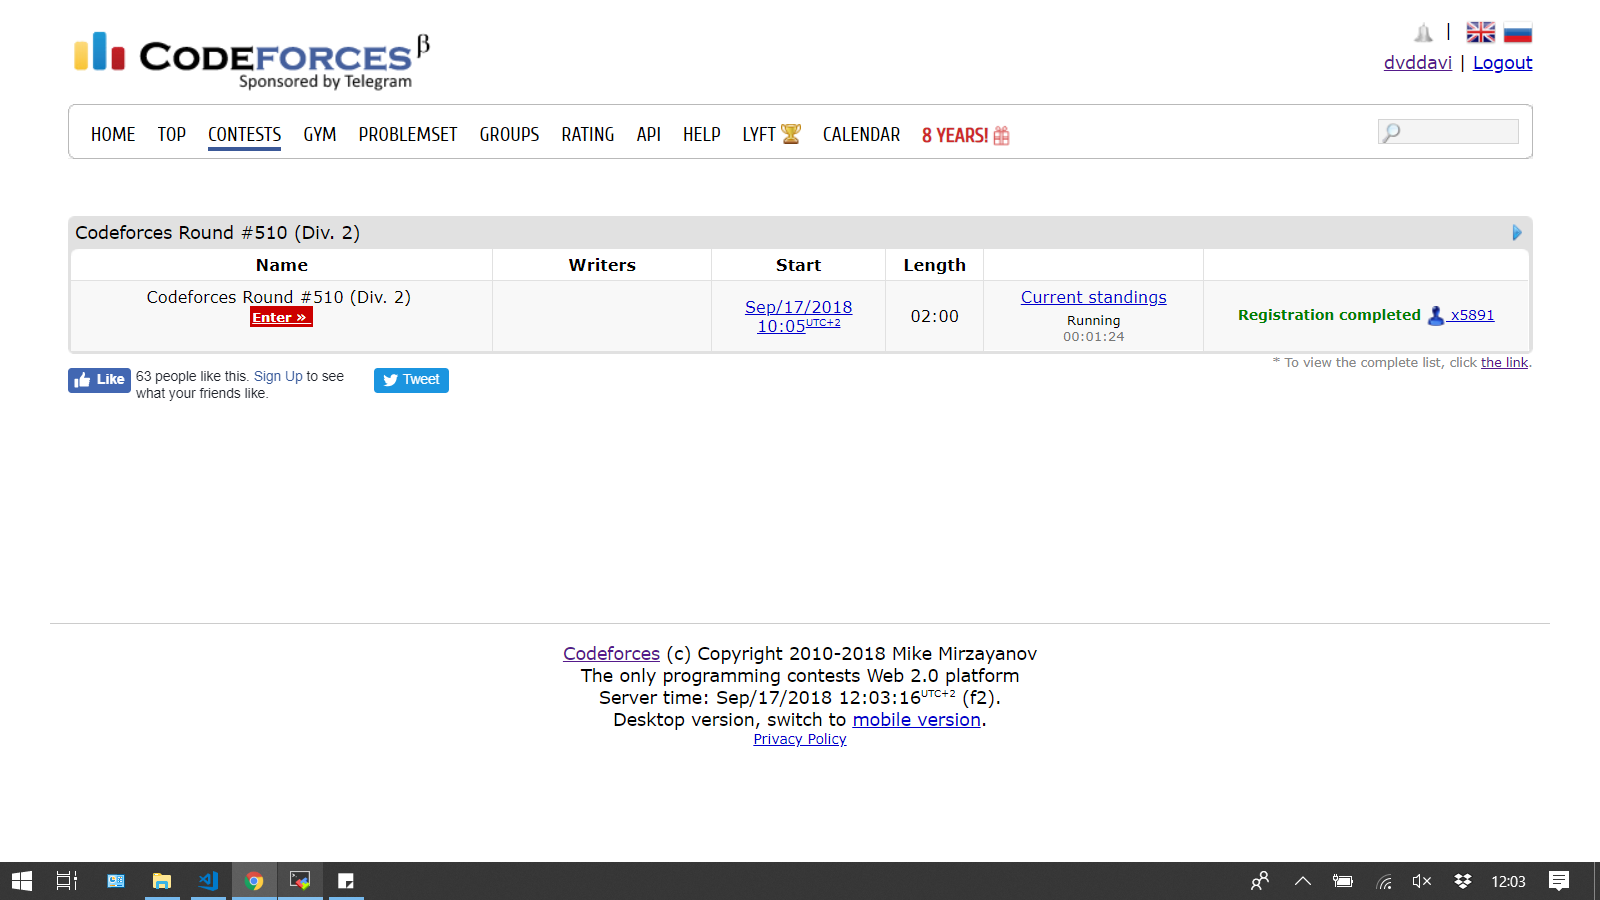 CODEFORCES β
Sponsored by Telegram
|
dvddavi | Logout
HOME TOP CONTESTS GYM PROBLEMSET GROUPS RATING API HELP LYFT CALENDAR 8 YEARS!
Codeforces Round #510 (Div. 2)
Name Writers Start Length
Codeforces Round #510 (Div. 2)
Enter »
Sep/17/2018
10:05UTC+2
02:00
Current standings
Running
00:01:24
Registration completed x5891
* To view the complete list, click the link.
Like 63 people like this. Sign Up to see
what your friends like.
Tweet
Codeforces (c) Copyright 2010-2018 Mike Mirzayanov
The only programming contests Web 2.0 platform
Server time: Sep/17/2018 12:03:16UTC+2 (f2).
Desktop version, switch to mobile version.
Privacy Policy
12:03